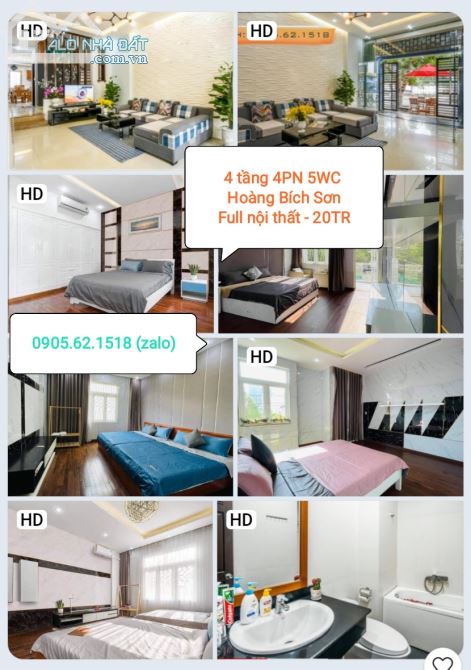 HD
ALO NHÀ ĐẤT
.com.vn
HD
.62.1518
HD
4 tầng 4PN 5WC
Hoàng Bích Sơn
Full nội thất - 20TR
0905.62.1518 (zalo)
HD
HD
HD